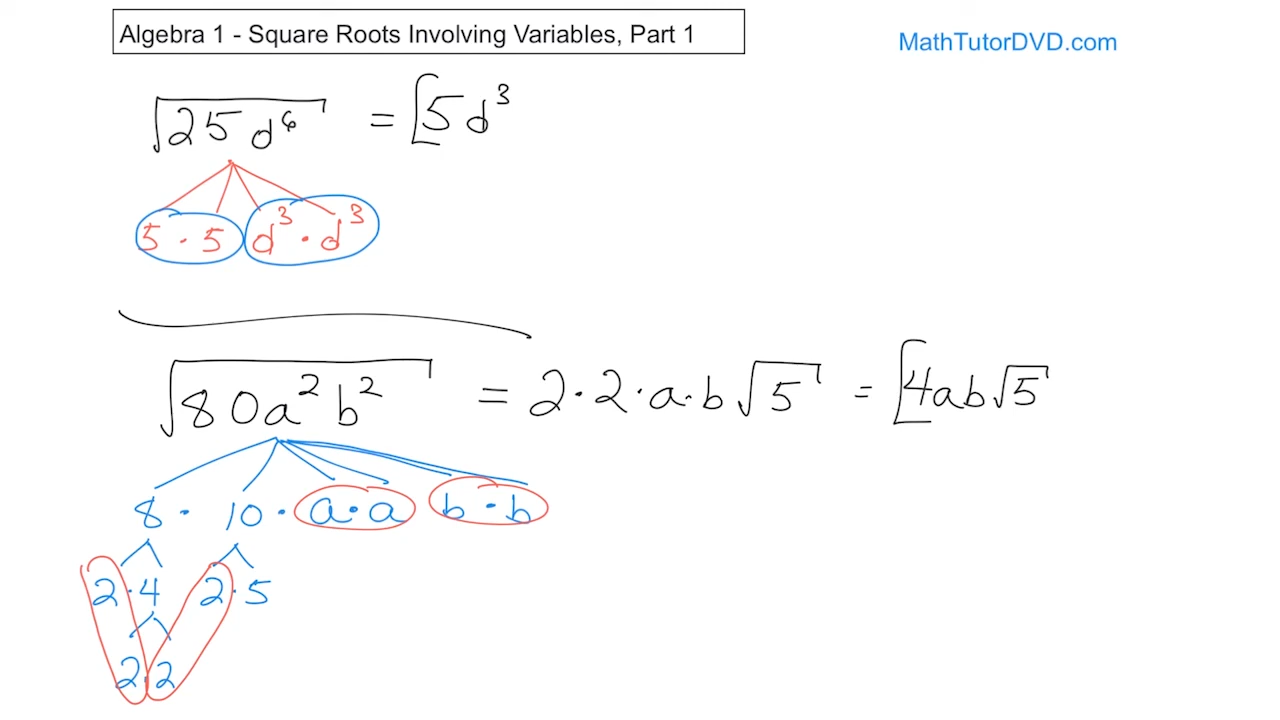 Algebra 1 - Square Roots Involving Variables, Part 1
MathTutorDVD.com
√25d⁶ = [5d³
5 · 5 d³ · d³
√80a²b² = 2·2·a·b√5 = [4ab√5
8 · 10 · a·a b·b
2·4 2·5
2·2